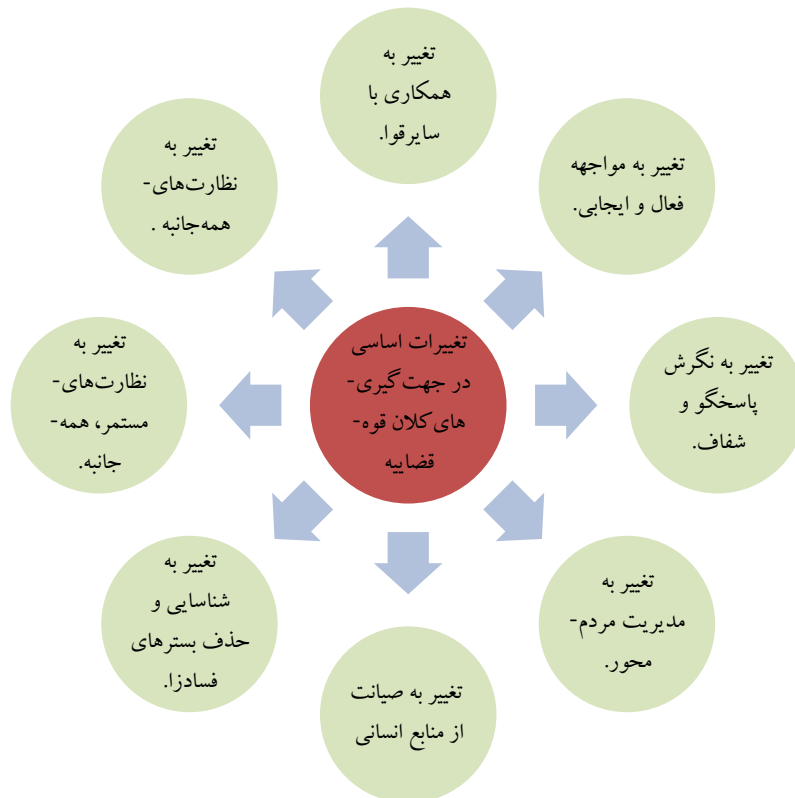 تغییر به
همکاری با
سایرقوا.
تغییر به مواجهه
فعال و ایجابی.
تغییر به نگرش
پاسخگو و
شفاف.
تغییر به
مدیریت مردم-
محور.
تغییر به صیانت
از منابع انسانی
تغییر به
شناسایی و
حذف بسترهای
فسادزا.
تغییر به
نظارت‌های-
مستمر، همه-
جانبه.
تغییر به
نظارت‌های-
همه‌جانبه .
تغییرات اساسی
در جهت‌گیری-
های‌کلان قوه-
قضاییه